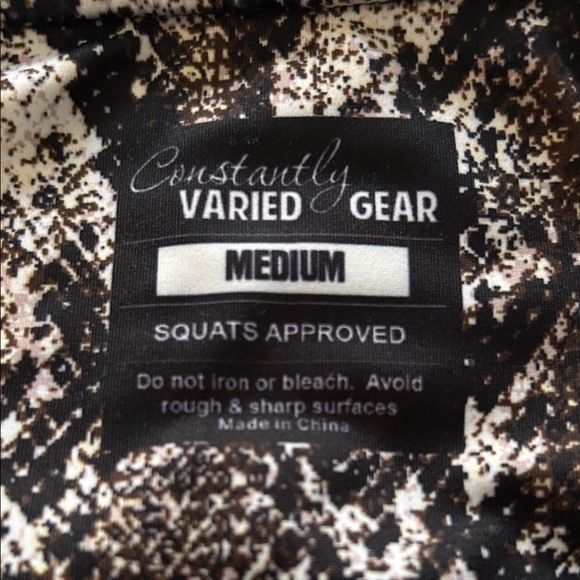 Constantly
VARIED GEAR
MEDIUM
SQUATS APPROVED
Do not iron or bleach. Avoid
rough & sharp surfaces
Made in China